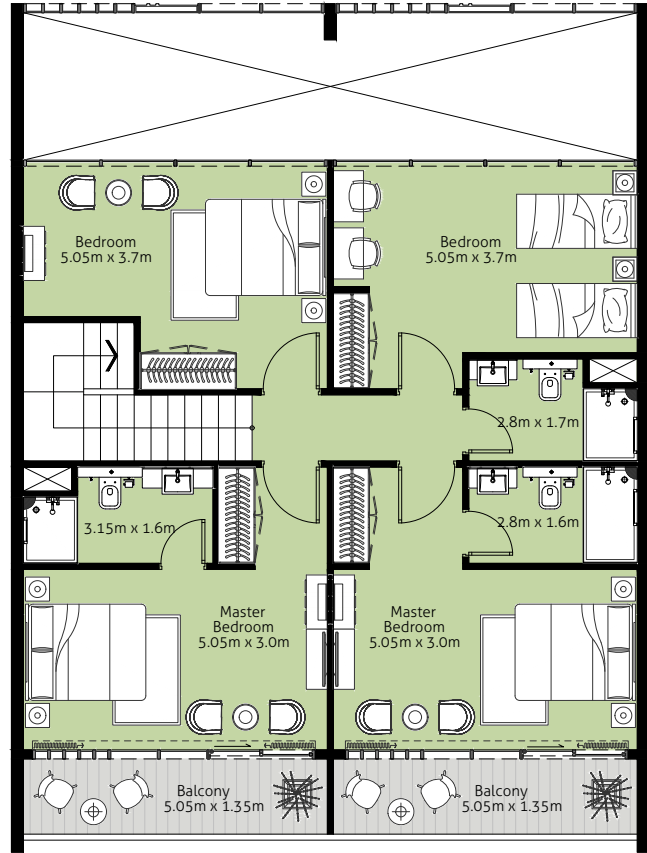 Bedroom
5.05m x 3.7m
Bedroom
5.05m x 3.7m
2.8m x 1.7m
3.15m x 1.6m
2.8m x 1.6m
Master
Bedroom
5.05m x 3.0m
Master
Bedroom
5.05m x 3.0m
Balcony
5.05m x 1.35m
Balcony
5.05m x 1.35m